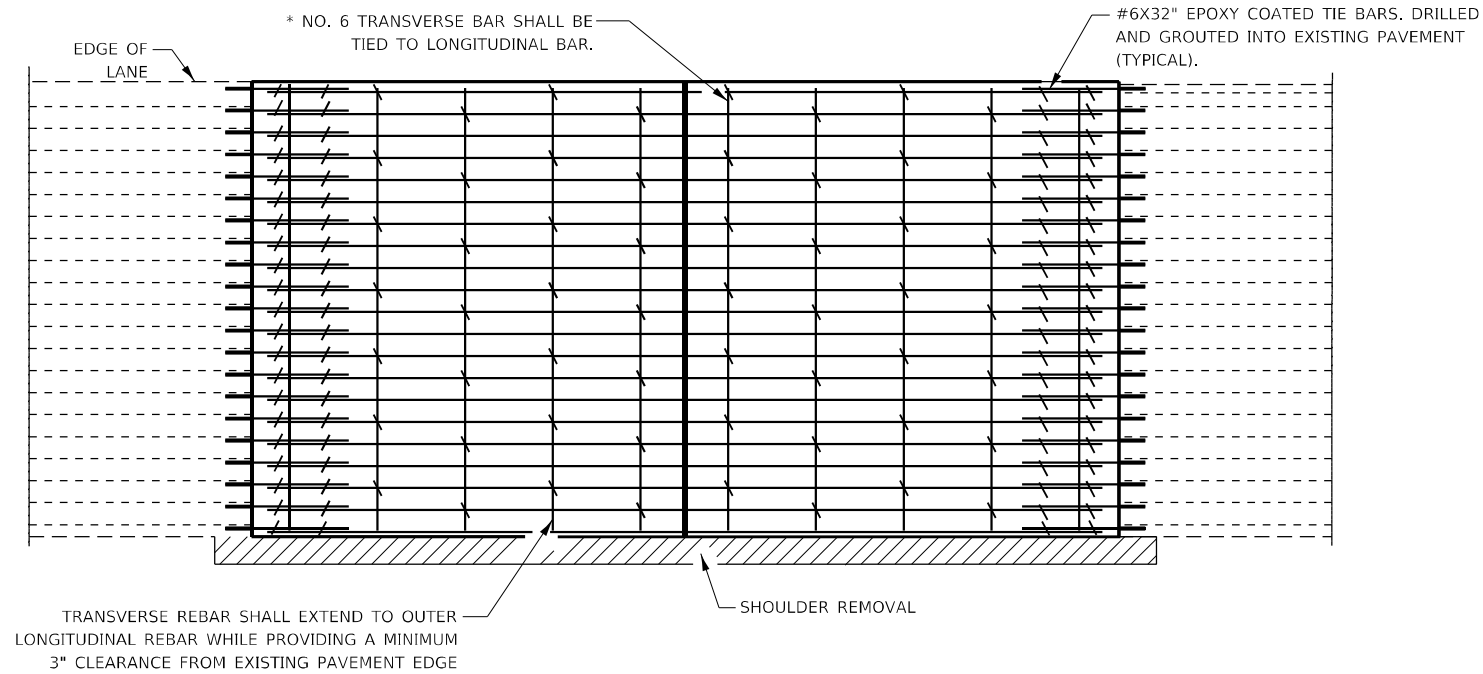 * NO. 6 TRANSVERSE BAR SHALL BE
TIED TO LONGITUDINAL BAR.
#6X32" EPOXY COATED TIE BARS. DRILLED
AND GROUTED INTO EXISTING PAVEMENT
(TYPICAL).
EDGE OF
LANE
TRANSVERSE REBAR SHALL EXTEND TO OUTER
LONGITUDINAL REBAR WHILE PROVIDING A MINIMUM
3" CLEARANCE FROM EXISTING PAVEMENT EDGE
SHOULDER REMOVAL